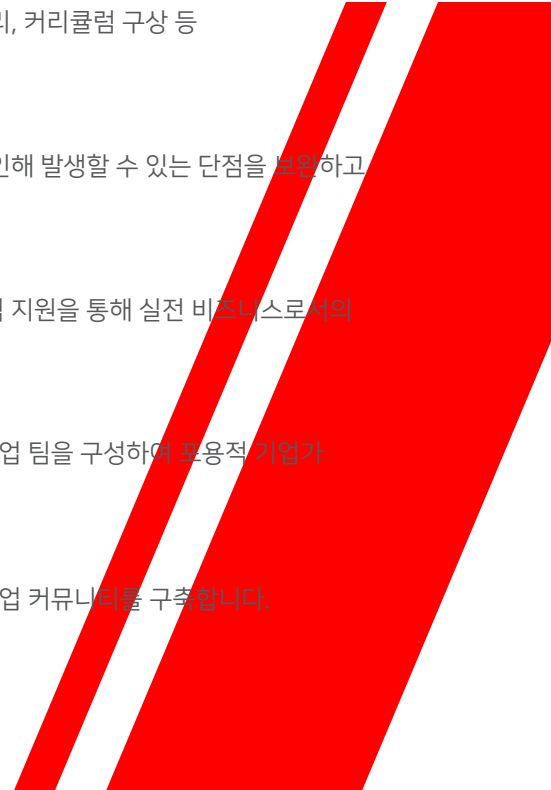 리, 커리큘럼 구상 등
인해 발생할 수 있는 단점을 보완하고
지원을 통해 실전 비즈니스로서의
업 팀을 구성하여 포용적 기업가
업 커뮤니티를 구축합니다.